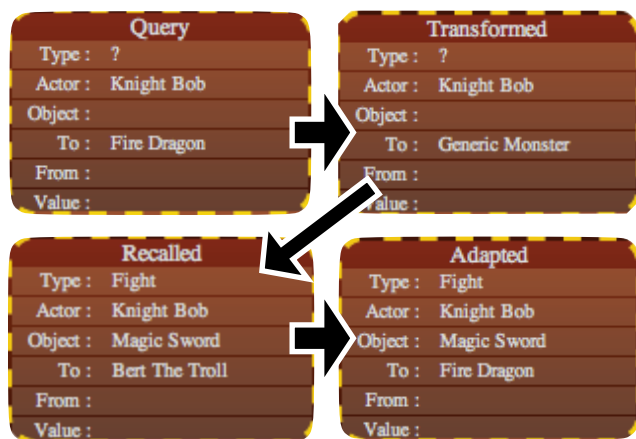 Query
Type : ?
Actor : Knight Bob
Object :
To : Fire Dragon
From :
Value :
Transformed
Type : ?
Actor : Knight Bob
Object :
To : Generic Monster
From :
Value :
Recalled
Type : Fight
Actor : Knight Bob
Object : Magic Sword
To : Bert The Troll
From :
Value :
Adapted
Type : Fight
Actor : Knight Bob
Object : Magic Sword
To : Fire Dragon
From :
Value :